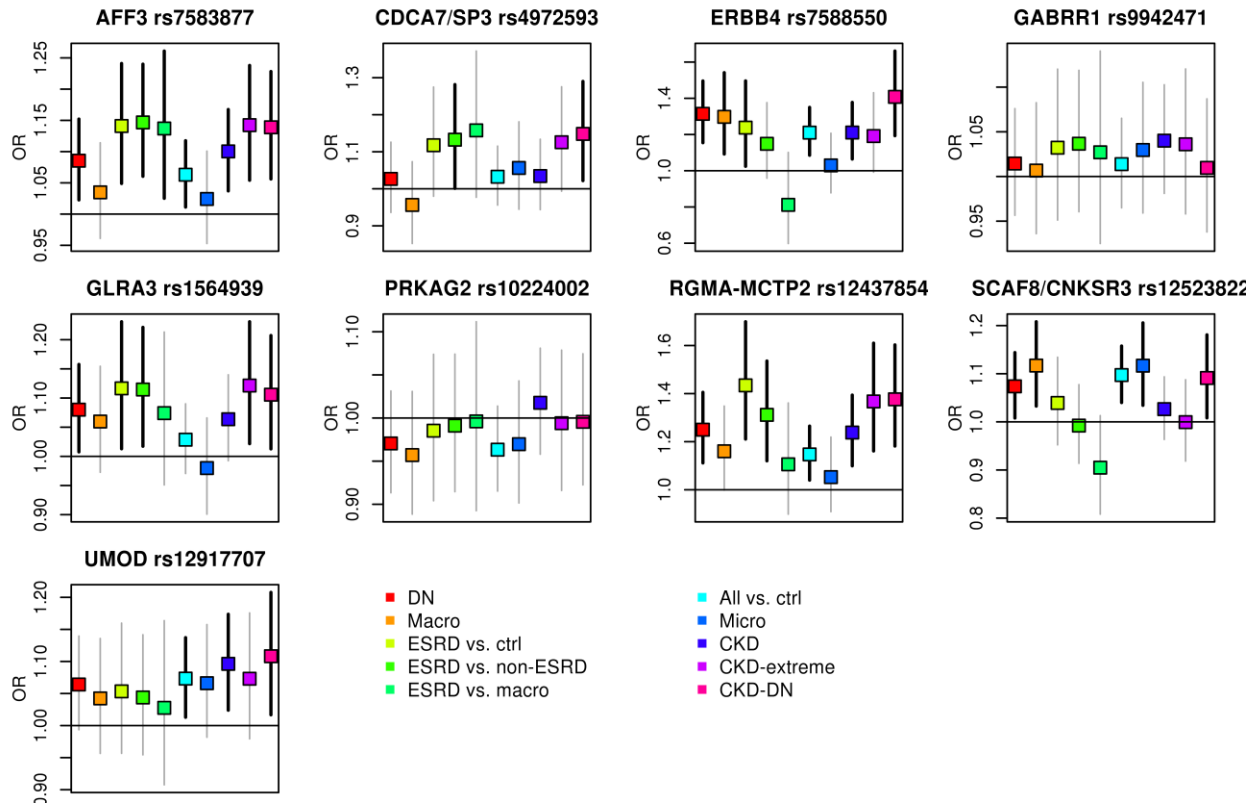 AFF3 rs7583877
CDCA7/SP3 rs4972593
ERBB4 rs7588550
GABRR1 rs9942471
OR
0.95
1.05
1.15
1.25
OR
0.9
1.1
1.3
OR
0.6
1.0
1.4
OR
0.95
1.05
GLRA3 rs1564939
PRKAG2 rs10224002
RGMA-MCTP2 rs12437854
SCAF8/CNKSR3 rs12523822
OR
0.90
1.00
1.10
1.20
OR
0.90
1.00
1.10
OR
1.0
1.2
1.4
1.6
OR
0.8
0.9
1.0
1.1
1.2
UMOD rs12917707
OR
0.90
1.00
1.10
1.20
DN
Macro
ESRD vs. ctrl
ESRD vs. non-ESRD
ESRD vs. macro
All vs. ctrl
Micro
CKD
CKD-extreme
CKD-DN